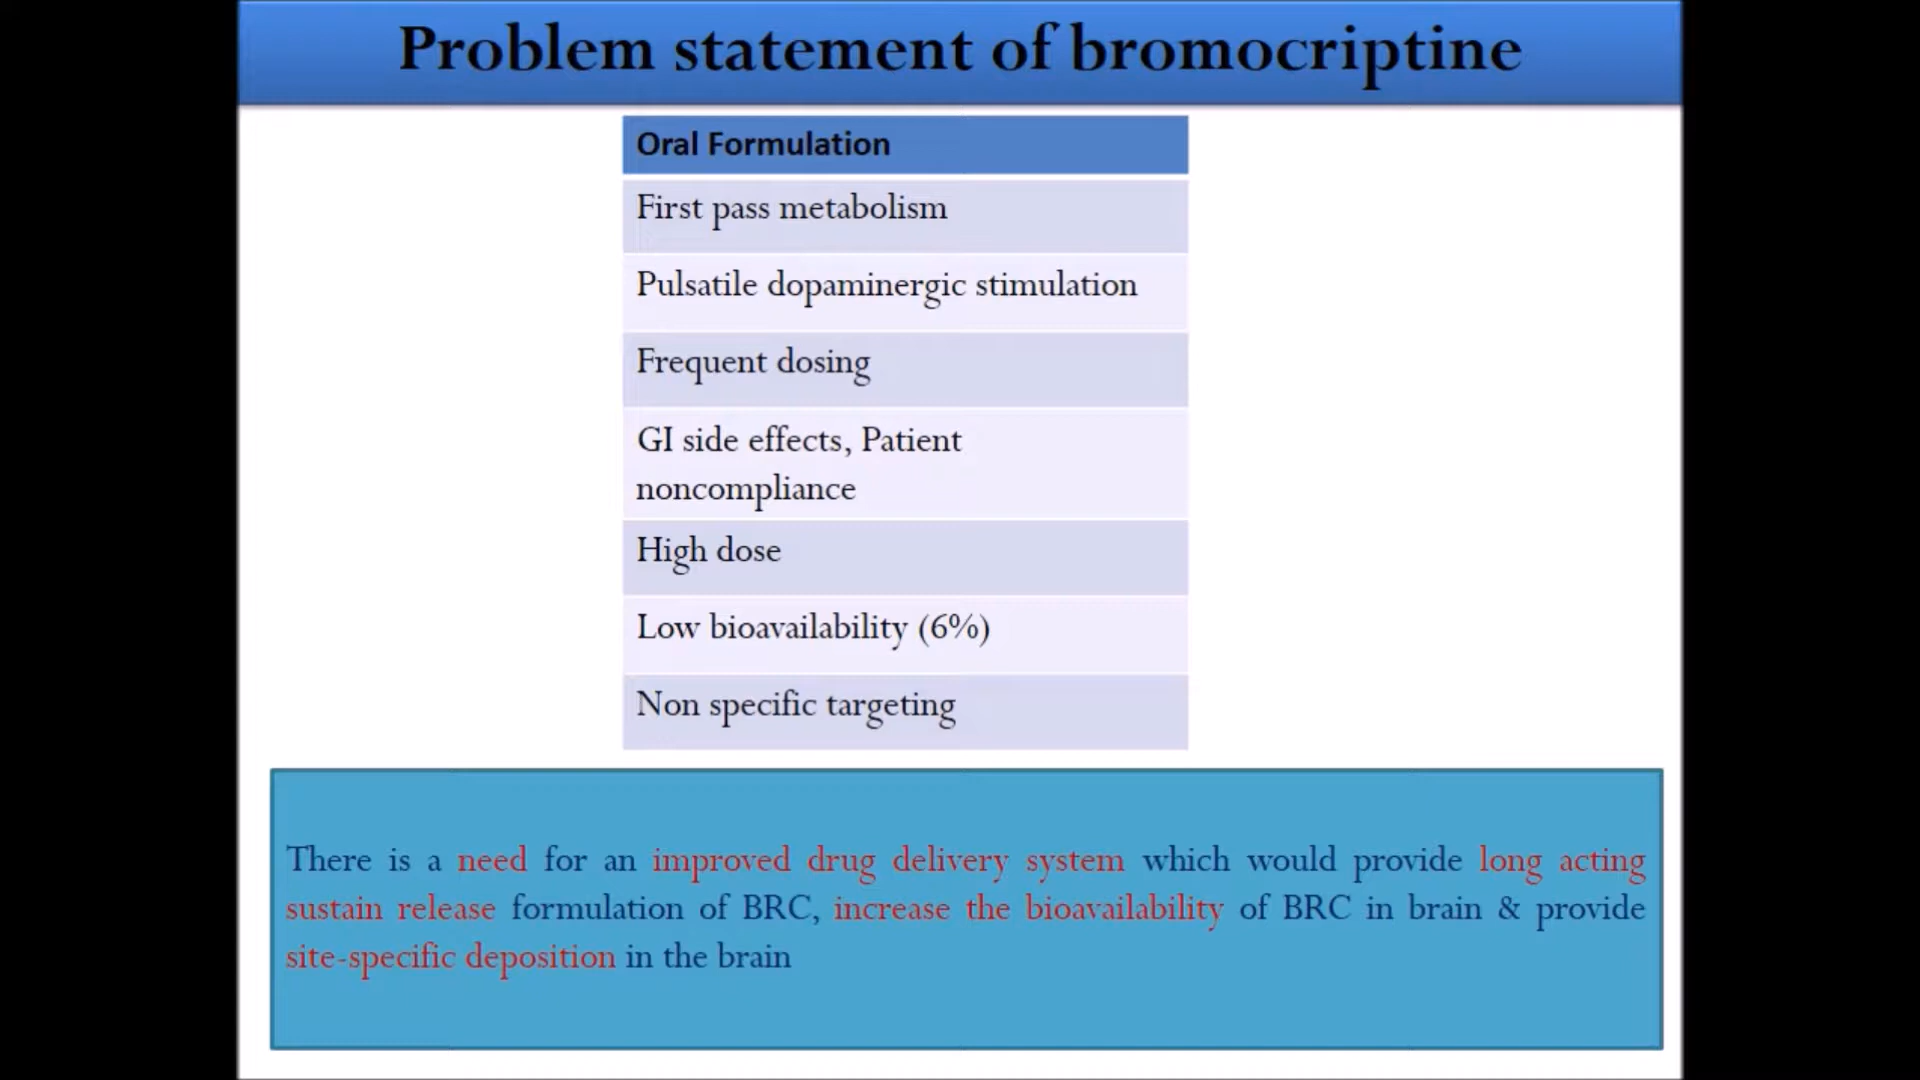 Problem statement of bromocriptine
Oral Formulation
First pass metabolism
Pulsatile dopaminergic stimulation
Frequent dosing
GI side effects, Patient
noncompliance
High dose
Low bioavailability (6%)
Non specific targeting
There is a need for an improved drug delivery system which would provide long acting
sustain release formulation of BRC, increase the bioavailability of BRC in brain & provide
site-specific deposition in the brain